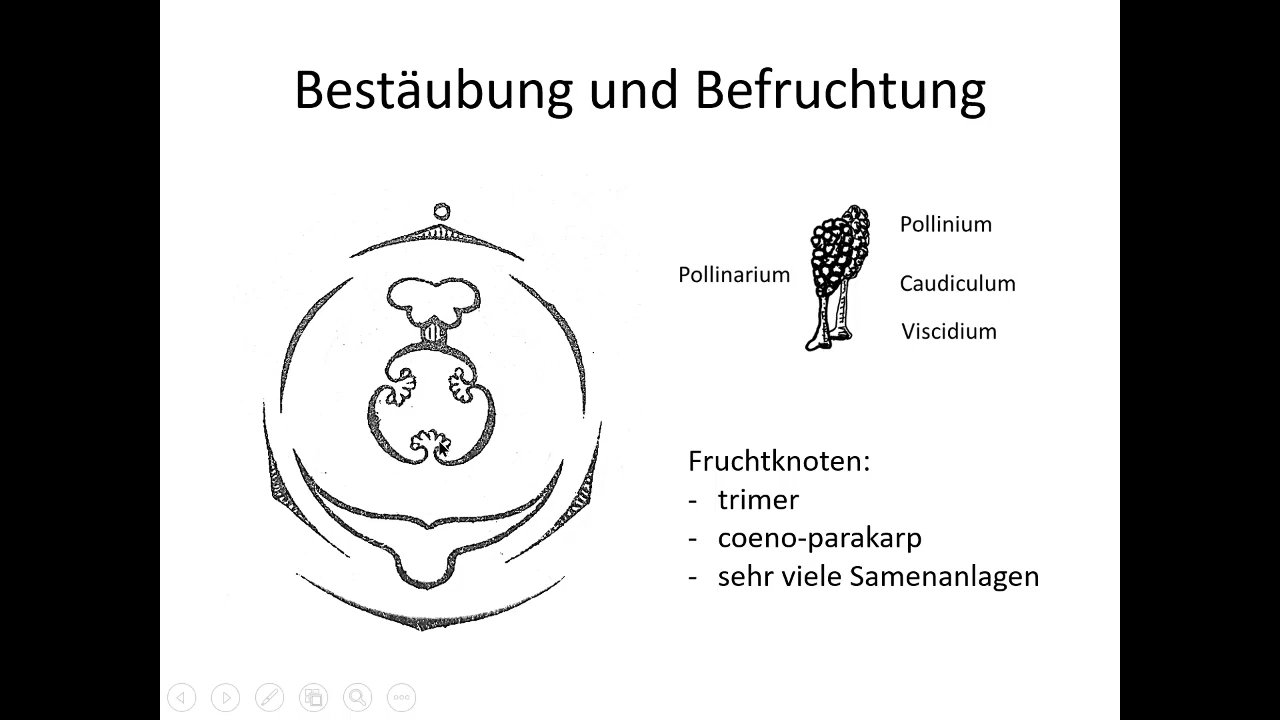 Bestäubung und Befruchtung
Pollinium
Pollinarium
Caudiculum
Viscidium
Fruchtknoten:
- trimer
- coeno-parakarp
- sehr viele Samenanlagen